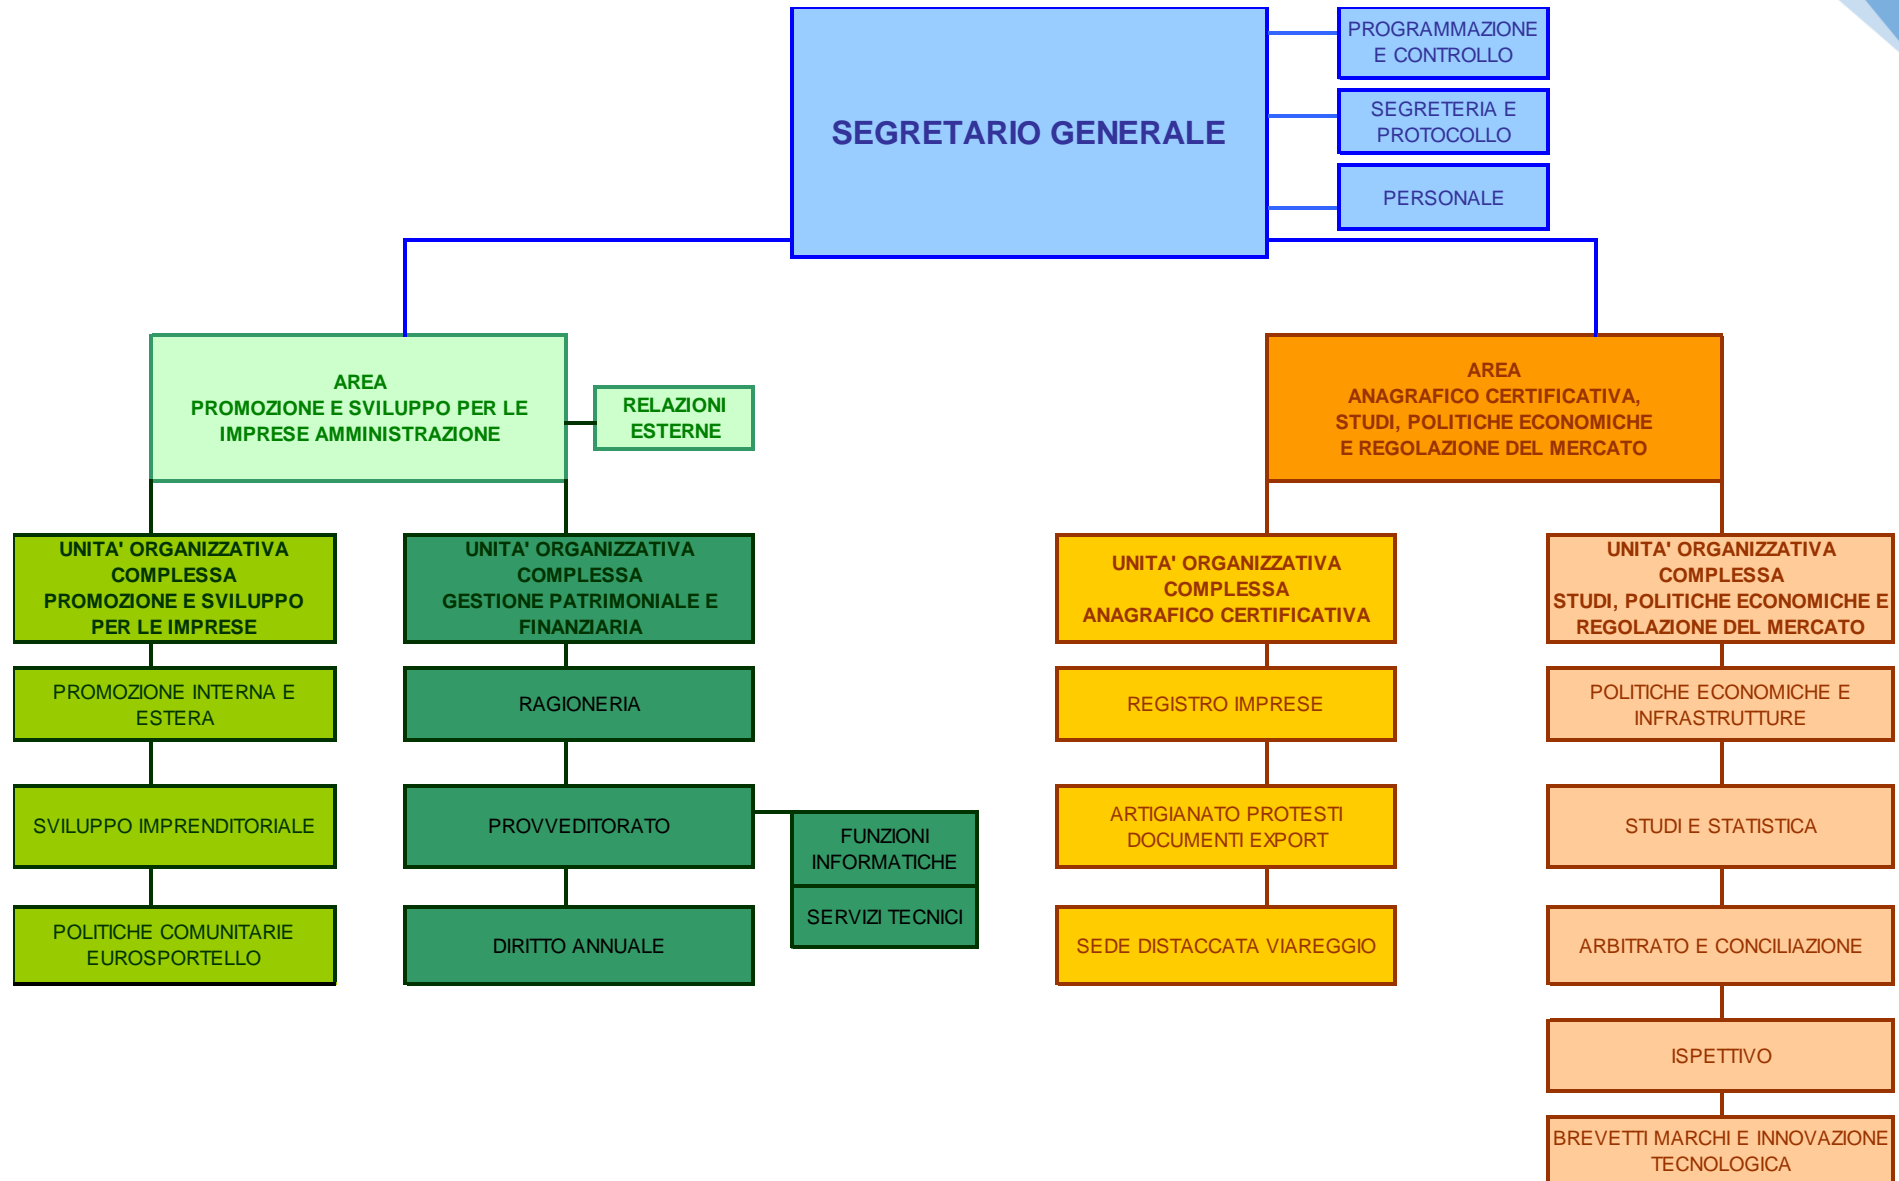 SEGRETARIO GENERALE
PROGRAMMAZIONE
E CONTROLLO
SEGRETERIA E
PROTOCOLLO
PERSONALE
AREA
PROMOZIONE E SVILUPPO PER LE
IMPRESE AMMINISTRAZIONE
RELAZIONI
ESTERNE
AREA
ANAGRAFICO CERTIFICATIVA,
STUDI, POLITICHE ECONOMICHE
E REGOLAZIONE DEL MERCATO
UNITA' ORGANIZZATIVA
COMPLESSA
PROMOZIONE E SVILUPPO
PER LE IMPRESE
PROMOZIONE INTERNA E
ESTERA
SVILUPPO IMPRENDITORIALE
POLITICHE COMUNITARIE
EUROSPORTELLO
UNITA' ORGANIZZATIVA
COMPLESSA
GESTIONE PATRIMONIALE E
FINANZIARIA
RAGIONERIA
PROVVEDITORATO
FUNZIONI
INFORMATICHE
SERVIZI TECNICI
DIRITTO ANNUALE
UNITA' ORGANIZZATIVA
COMPLESSA
ANAGRAFICO CERTIFICATIVA
REGISTRO IMPRESE
ARTIGIANATO PROTESTI
DOCUMENTI EXPORT
SEDE DISTACCATA VIAREGGIO
UNITA' ORGANIZZATIVA
COMPLESSA
STUDI, POLITICHE ECONOMICHE E
REGOLAZIONE DEL MERCATO
POLITICHE ECONOMICHE E
INFRASTRUTTURE
STUDI E STATISTICA
ARBITRATO E CONCILIAZIONE
ISPETTIVO
BREVETTI MARCHI E INNOVAZIONE
TECNOLOGICA